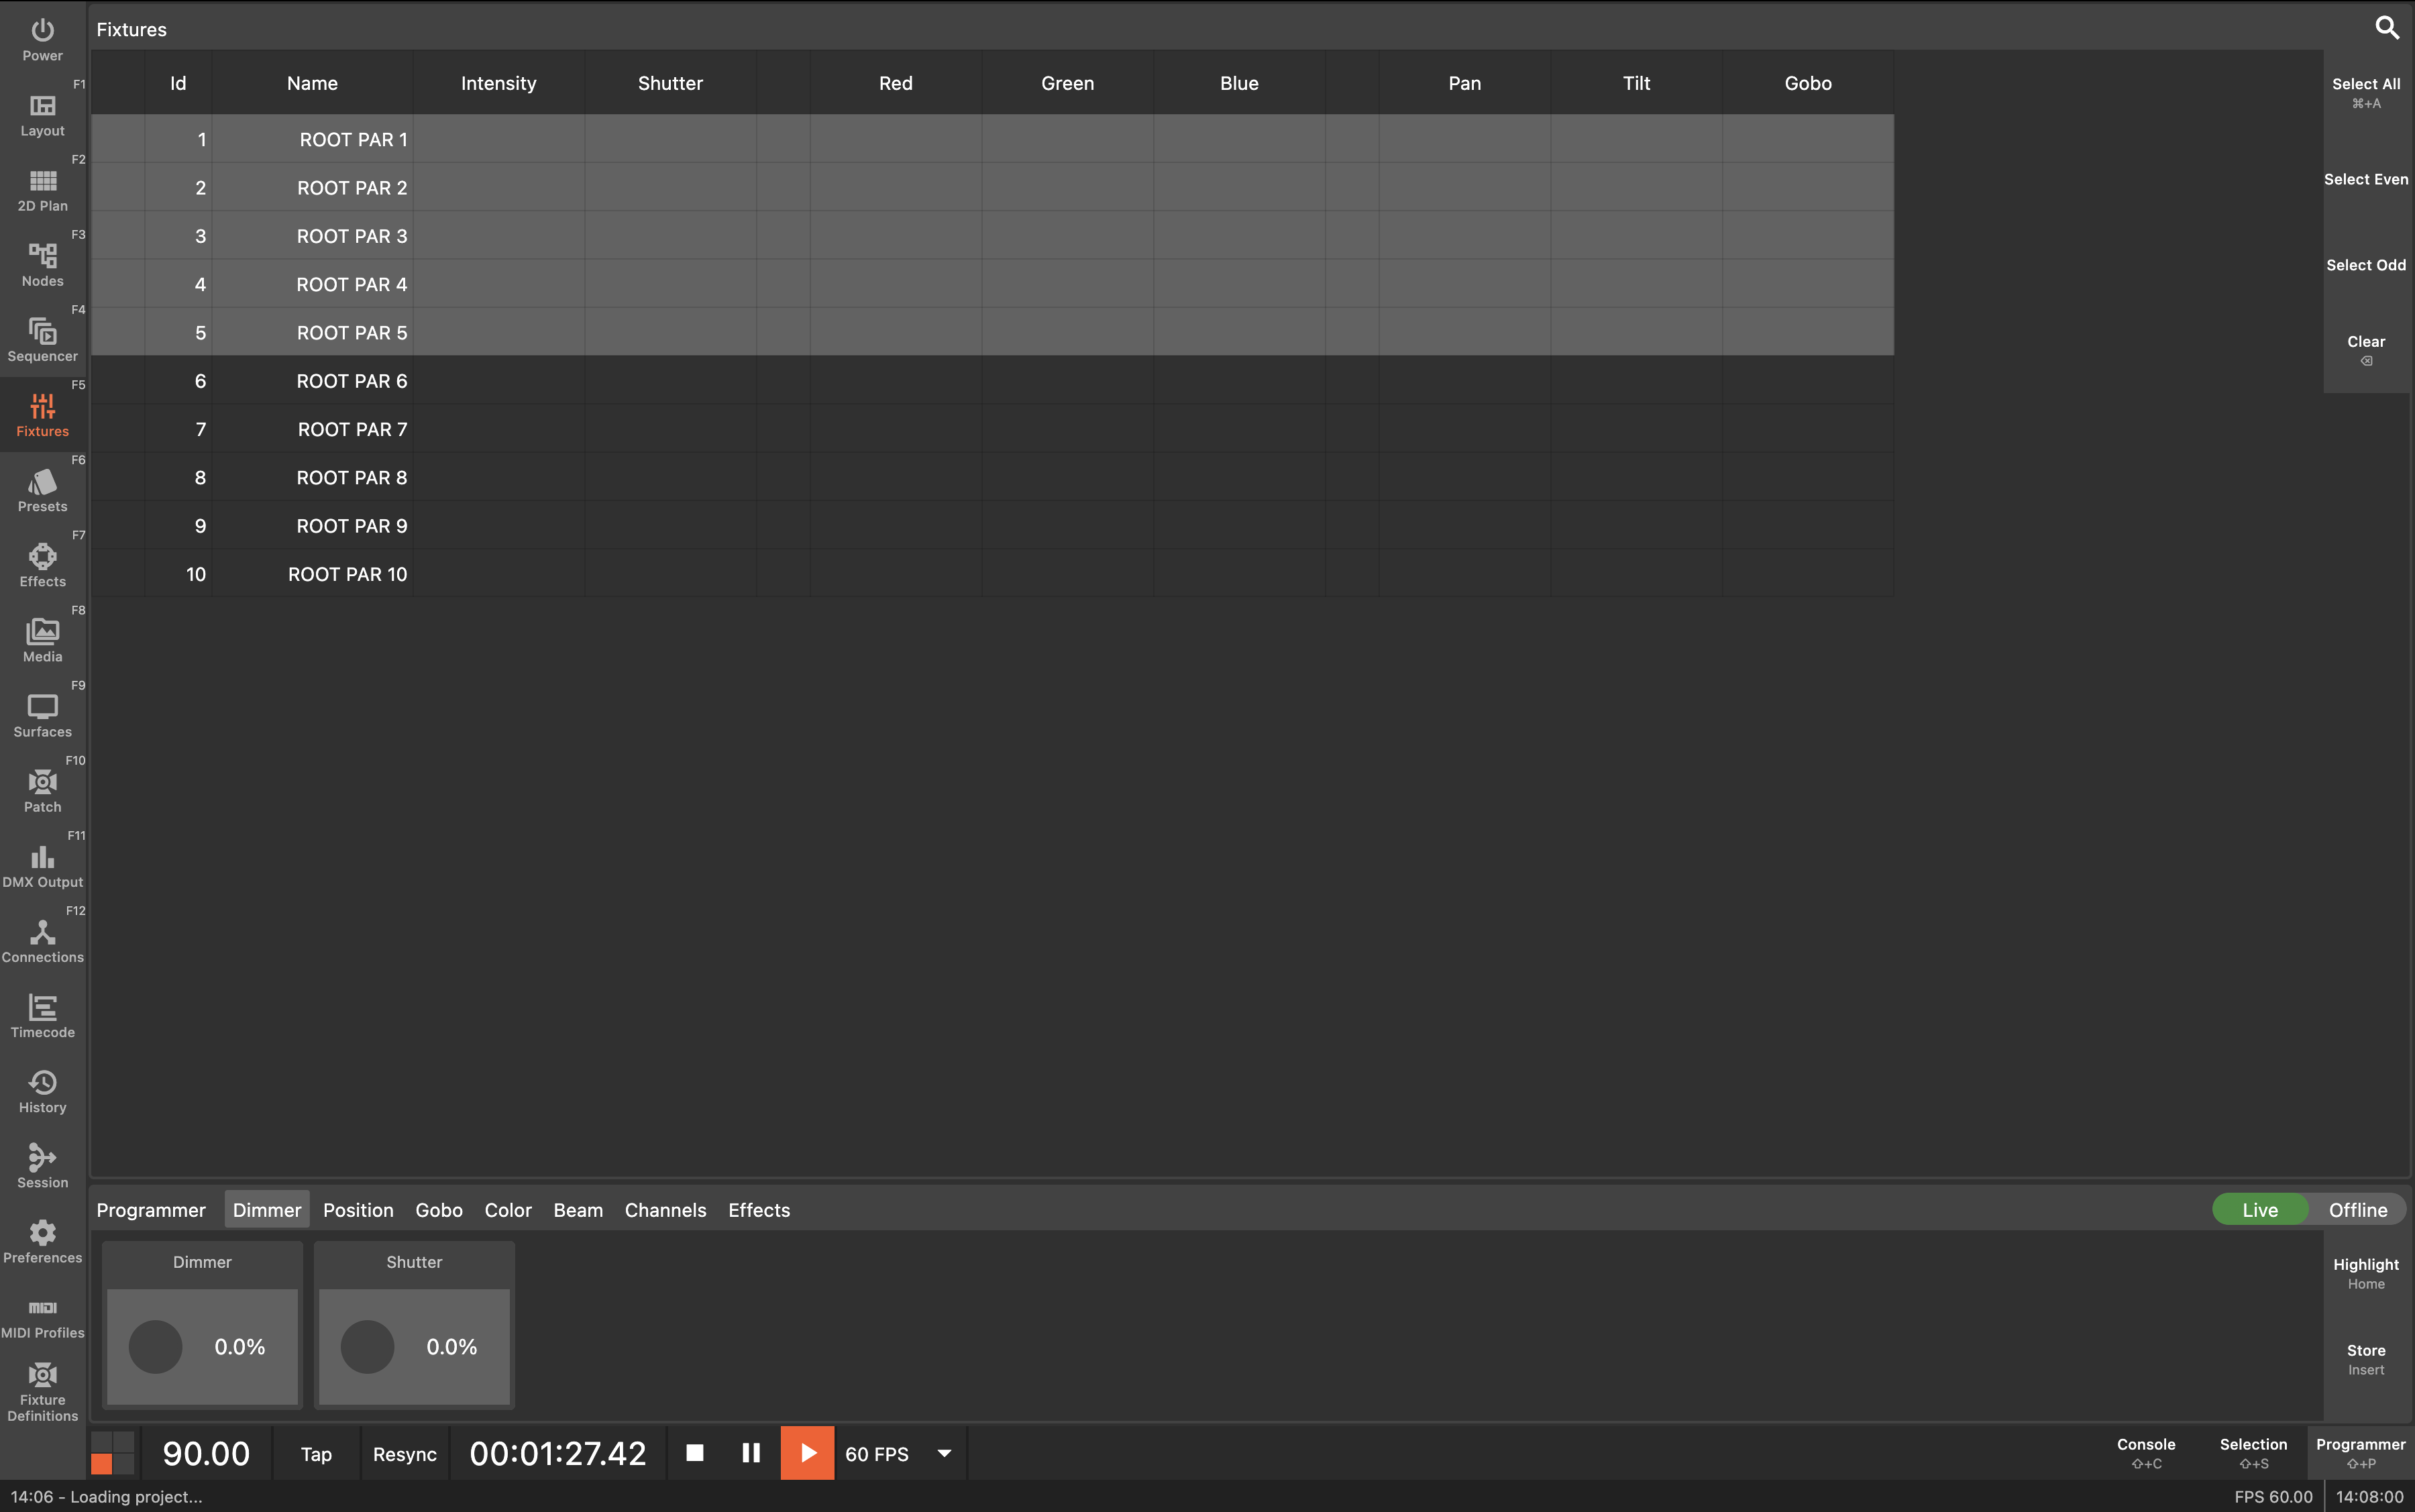 Power
F1
Layout
F2
2D Plan
F3
Nodes
F4
Sequencer
F5
Fixtures
F6
Presets
F7
Effects
F8
Media
F9
Surfaces
F10
Patch
F11
DMX Output
F12
Connections
Timecode
History
Session
Preferences
MIDI
MIDI Profiles
Fixture
Definitions
Fixtures
Id Name Intensity Shutter Red Green Blue Pan Tilt Gobo
1 ROOT PAR 1
2 ROOT PAR 2
3 ROOT PAR 3
4 ROOT PAR 4
5 ROOT PAR 5
6 ROOT PAR 6
7 ROOT PAR 7
8 ROOT PAR 8
9 ROOT PAR 9
10 ROOT PAR 10
Select All
⌘+A
Select Even
Select Odd
Clear
⌫
Programmer Dimmer Position Gobo Color Beam Channels Effects
Live Offline
Dimmer Shutter
0.0% 0.0%
Highlight
Home
Store
Insert
90.00 Tap Resync 00:01:27.42 60 FPS
Console
⇧+C
Selection
⇧+S
Programmer
⇧+P
14:06 - Loading project...
FPS 60.00 14:08:00